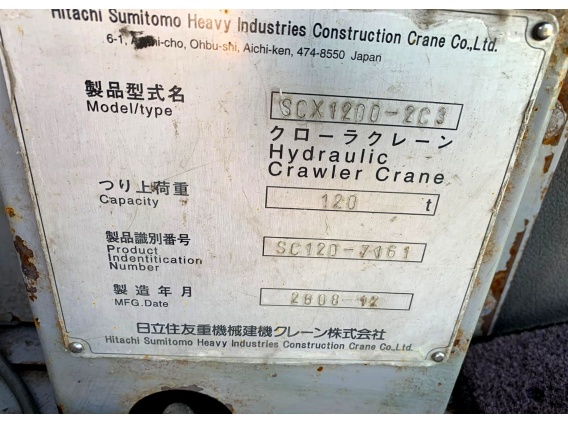 Hitachi Sumitomo Heavy Industries Construction Crane Co.,Ltd.
6-1, Asahi-cho, Ohbu-shi, Aichi-ken, 474-8550 Japan
製品型式名 SCX1200-2C3
Model/type
クローラクレーン
Hydraulic
Crawler Crane
つり上荷重 120 t
Capacity
製品識別番号 SC120-7161
Product
Indentitication
Number
製造年月 2008-12
MFG.Date
日立住友重機械建機クレーン株式会社
Hitachi Sumitomo Heavy Industries Construction Crane Co.,Ltd.